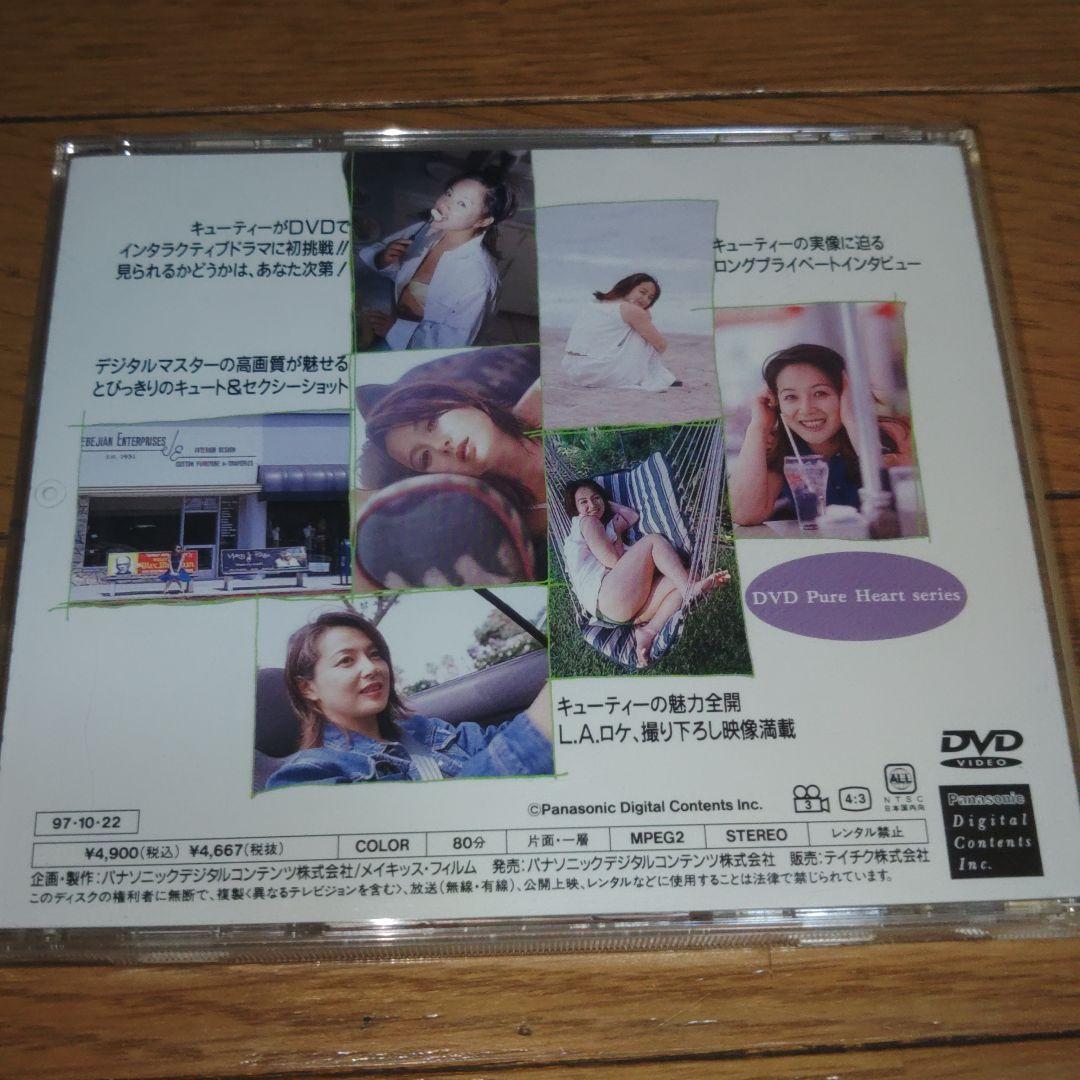 キューティーがDVDで
インタラクティブドラマに初挑戦!!
見られるかどうかは、あなた次第!
キューティーの実像に迫る
ロングプライベートインタビュー
デジタルマスターの高画質が魅せる
とびっきりのキュート&セクシーショット
EBEJIAN ENTERPRISES
EST. 1931
INTERIOR DESIGN
CUSTOM FURNITURE
DVD Pure Heart series
キューティーの魅力全開
L.A.ロケ、撮り下ろし映像満載
DVD
VIDEO
©Panasonic Digital Contents Inc.
3
4:3
ALL
NTSC
日本国内向
Panasonic
Digital
Contents
Inc.
97·10·22
¥4,900(税込) ¥4,667(税抜)
COLOR
80分
片面・一層
MPEG2
STEREO
レンタル禁止
企画・製作:パナソニックデジタルコンテンツ株式会社/メイキッス・フィルム 発売:パナソニックデジタルコンテンツ株式会社 販売:テイチク株式会社
このディスクの権利者に無断で、複製〈異なるテレビジョンを含む〉、放送(無線・有線)、公開上映、レンタルなどに使用することは法律で禁じられています。